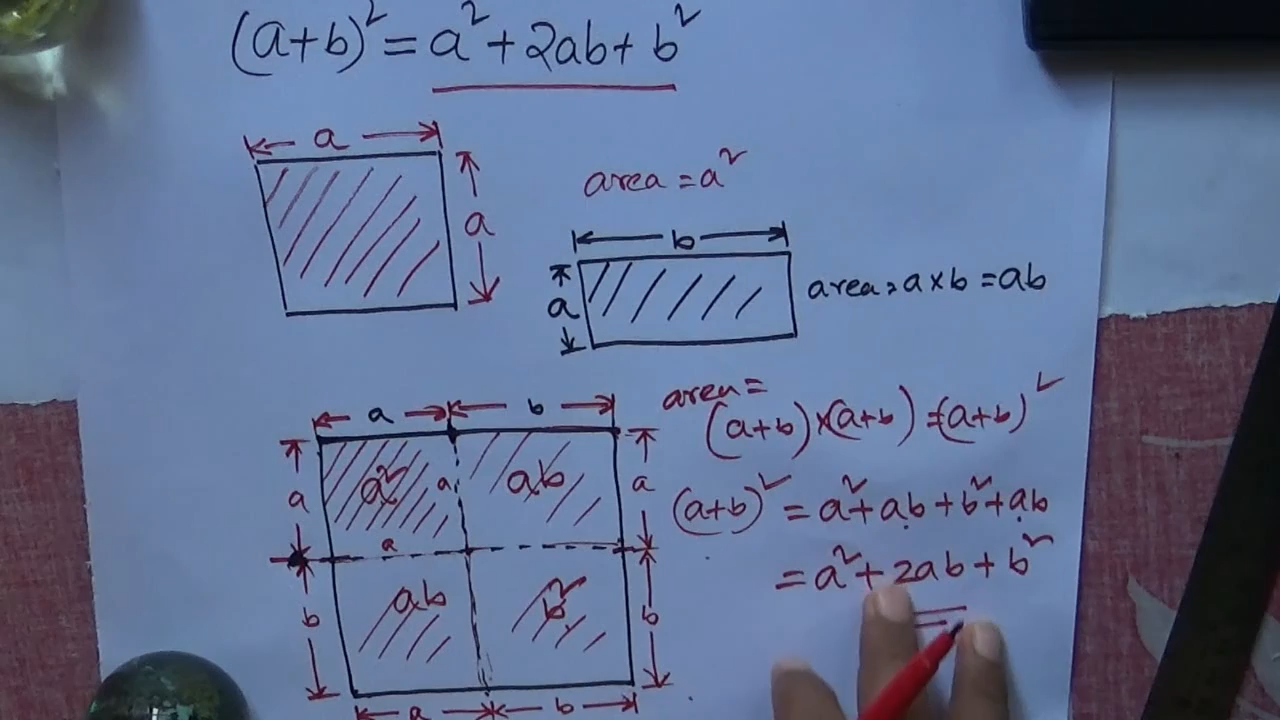 (a+b)² = a² + 2ab + b²
a
a
area = a²
b
a
area = a × b = ab
a b
area =
(a+b)×(a+b) = (a+b)²
a a² a ab a
(a+b)² = a² + ab + b² + ab
a
= a² + 2ab + b²
b ab b² b
a b